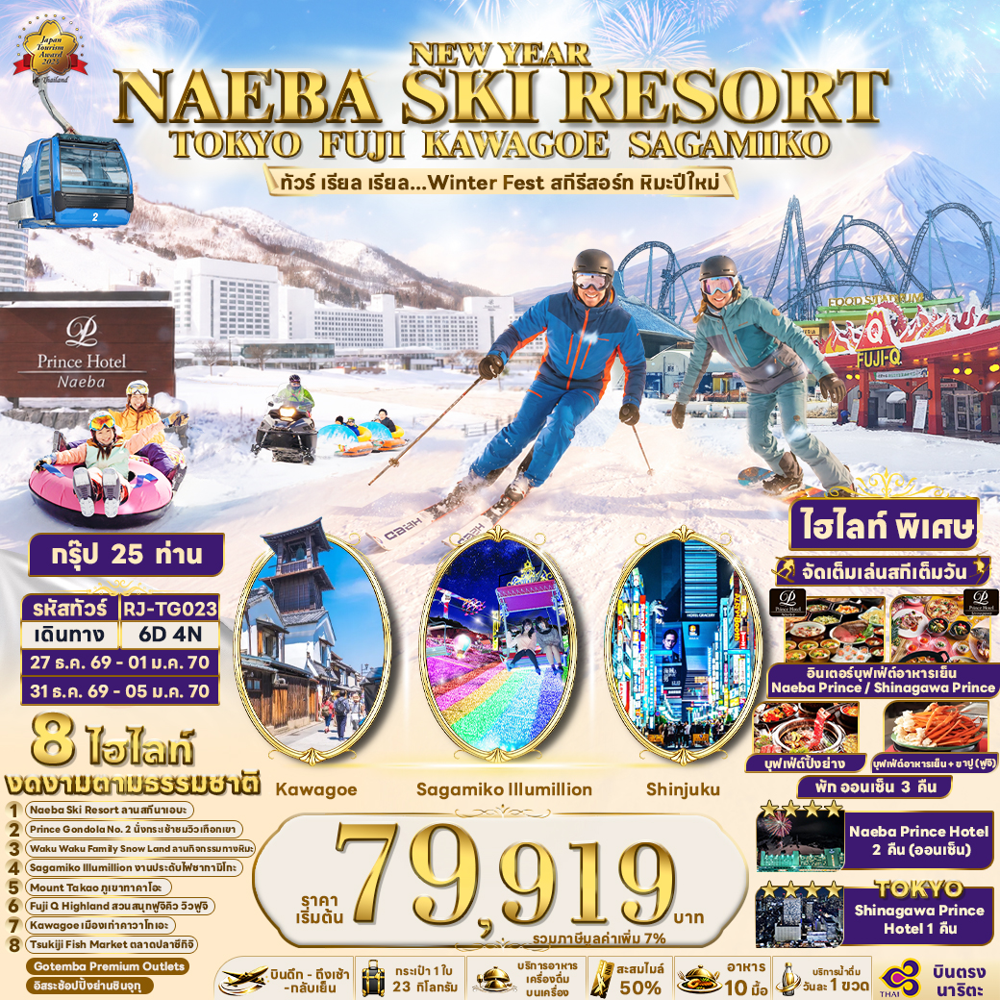 Japan
Tourism
Award
2023
in Thailand
NEW YEAR
NAEBA SKI RESORT
TOKYO FUJI KAWAGOE SAGAMIKO
ทัวร์ เรียล เรียล...Winter Fest สกีรีสอร์ท หิมะปีใหม่
2
Prince Hotel
Naeba
FOOD STADIUM
FUJI-Q
HEAD
HEAD
กรุ๊ป 25 ท่าน
รหัสทัวร์ RJ-TG023
เดินทาง 6D 4N
27 ธ.ค. 69 - 01 ม.ค. 70
31 ธ.ค. 69 - 05 ม.ค. 70
8 ไฮไลท์
งดงามตามธรรมชาติ
1 Naeba Ski Resort ลานสกีนาเอบะ
2 Prince Gondola No. 2 นั่งกระเช้าชมวิวเทือกเขา
3 Waku Waku Family Snow Land ลานกิจกรรมทางหิมะ
4 Sagamiko Illumillion งานประดับไฟซากามิโกะ
5 Mount Takao ภูเขาทาคาโอะ
6 Fuji Q Highland สวนสนุกฟูจิคิว วิวฟูจิ
7 Kawagoe เมืองเก่าคาวาโกเอะ
8 Tsukiji Fish Market ตลาดปลาซึกิจิ
Gotemba Premium Outlets
อิสระช้อปปิ้งย่านชินจูกุ
HOTEL GRACERY
Kawagoe
Sagamiko Illumillion
Shinjuku
ราคา
เริ่มต้น
79,919
บาท
รวมภาษีมูลค่าเพิ่ม 7%
ไฮไลท์ พิเศษ
จัดเต็มเล่นสกีเต็มวัน
Prince Hotel
Prince Hotel
อินเตอร์บุฟเฟ่ต์อาหารเย็น
Naeba Prince / Shinagawa Prince
บุฟเฟ่ต์ปิ้งย่าง
บุฟเฟ่ต์อาหารเย็น + ขาปู (ฟูจิ)
พัก ออนเซ็น 3 คืน
Naeba Prince Hotel
2 คืน (ออนเซ็น)
TOKYO
Shinagawa Prince
Hotel 1 คืน
บินดึก - ถึงเช้า
-กลับเย็น
กระเป๋า 1 ใบ
23 กิโลกรัม
บริการอาหาร
เครื่องดื่ม
บนเครื่อง
สะสมไมล์
50%
อาหาร
10 มื้อ
บริการน้ำดื่ม
วันละ 1 ขวด
THAI
บินตรง
นาริตะ